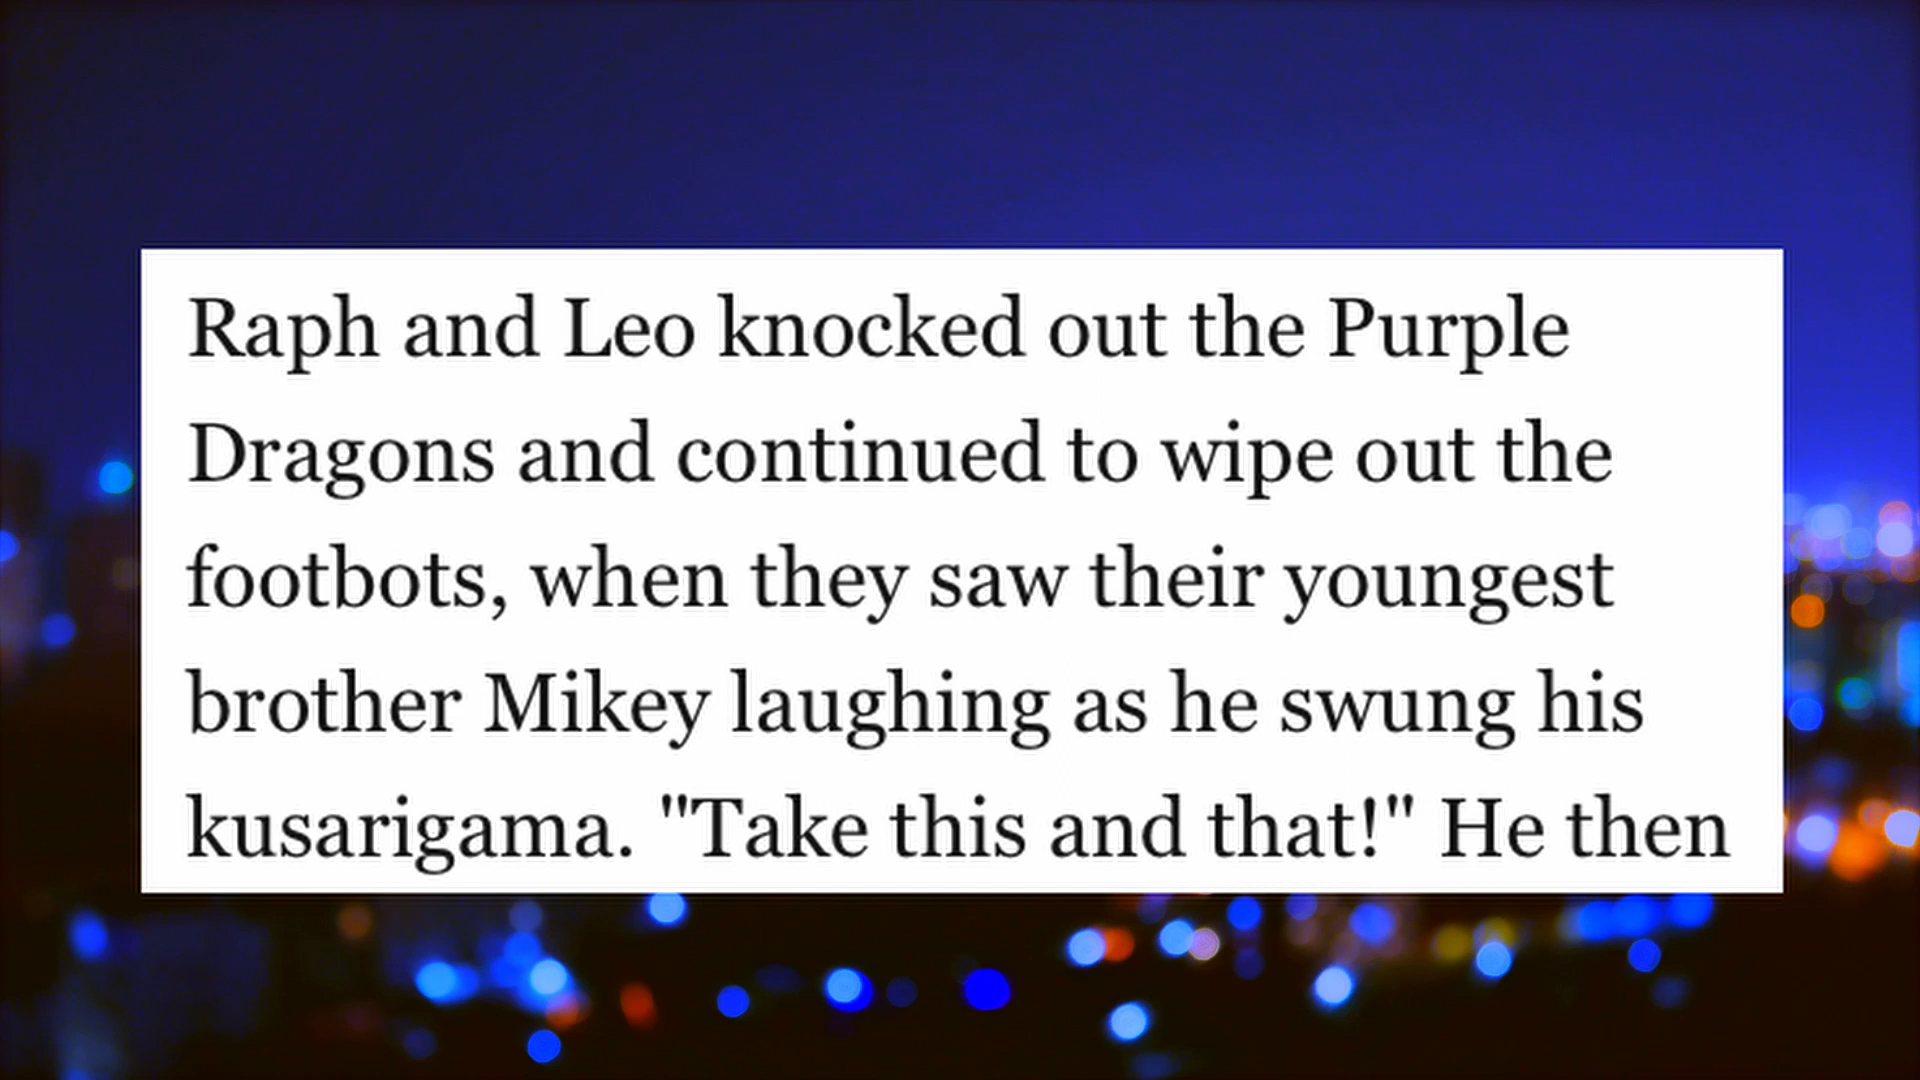 Raph and Leo knocked out the Purple
Dragons and continued to wipe out the
footbots, when they saw their youngest
brother Mikey laughing as he swung his
kusarigama. "Take this and that!" He then